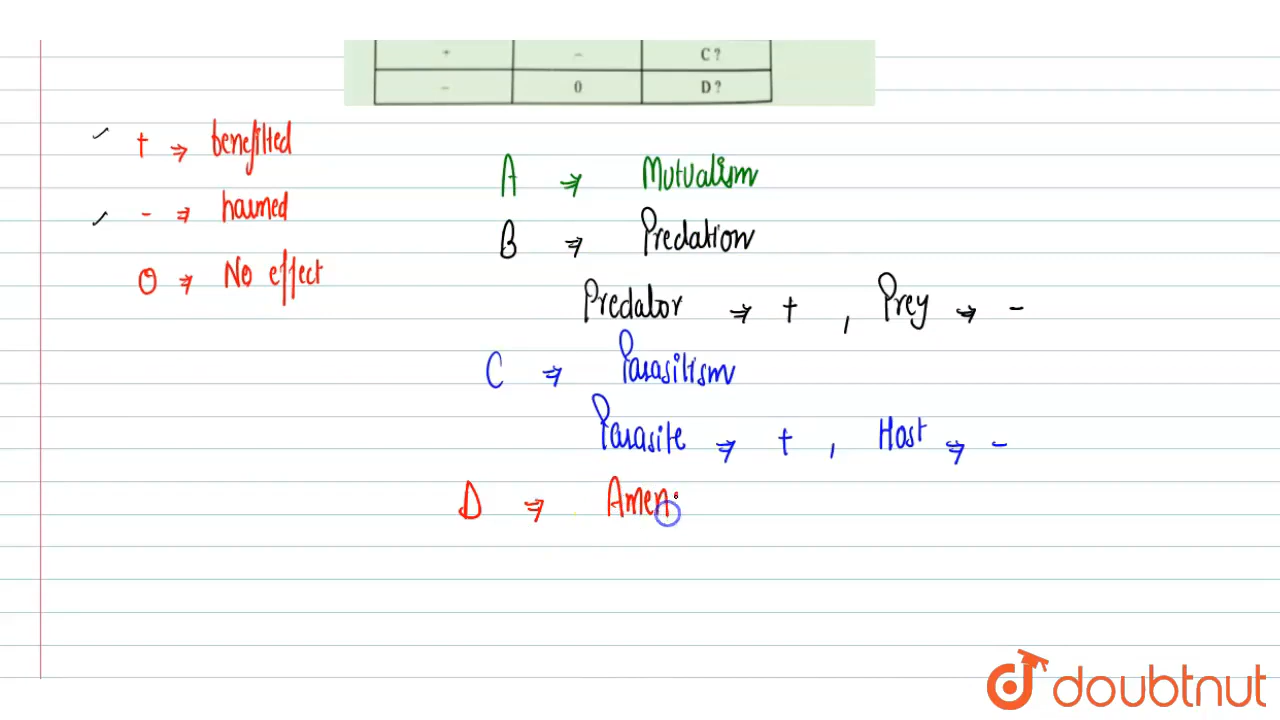 + − C ?
− 0 D ?
+ ⇒ benefitted
− ⇒ harmed
0 ⇒ No effect
A ⇒ Mutualism
B ⇒ Predation
Predator ⇒ + , Prey ⇒ −
C ⇒ Parasitism
Parasite ⇒ + , Host ⇒ −
D ⇒ Amen
doubtnut